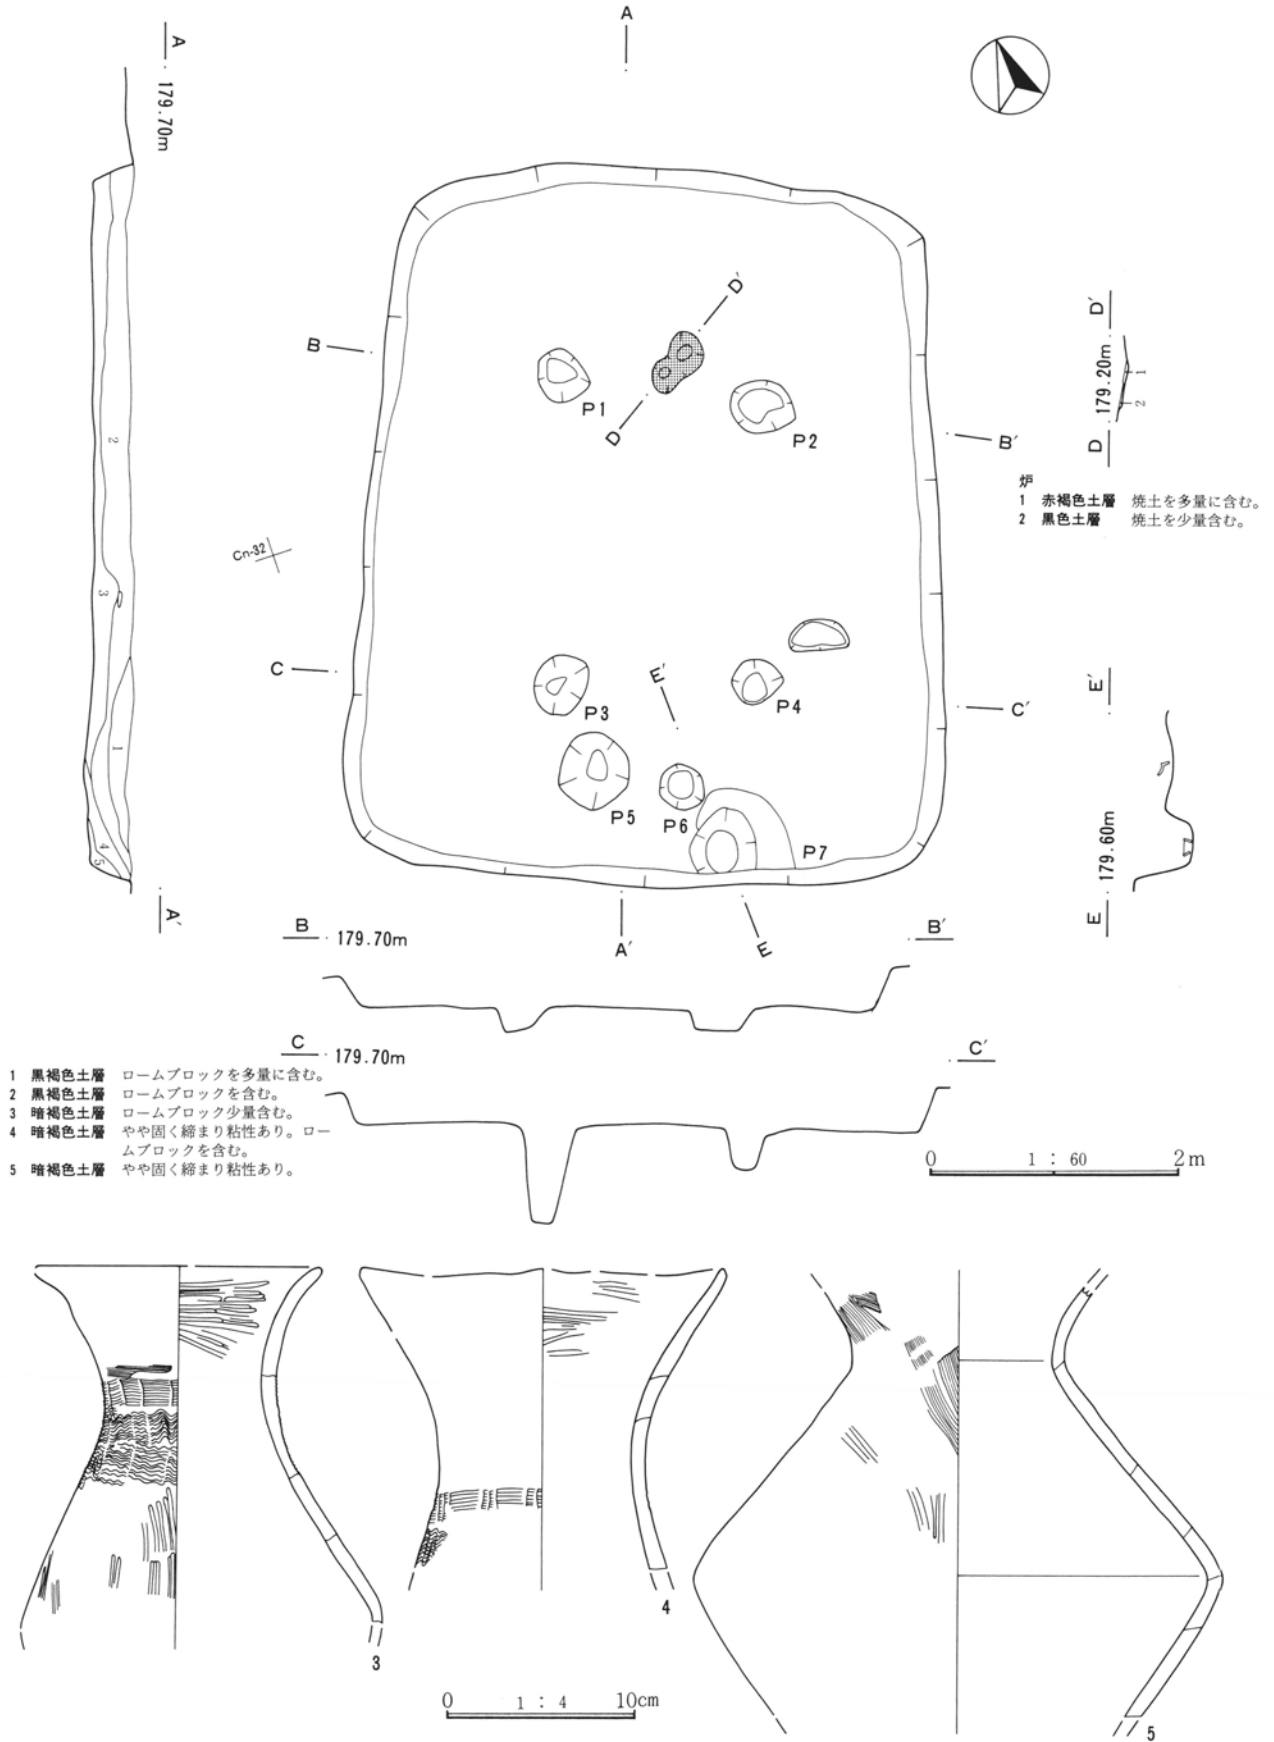 A
A
179.70m
2
3
1
4
5
A′
D′
D
B
B′
P1
P2
Cn-32
C
C′
P3
P4
E′
P5
P6
P7
A′
E
D′
179.20m
1
2
D
炉
1 赤褐色土層 焼土を多量に含む。
2 黒色土層 焼土を少量含む。
E′
179.60m
E
B 179.70m B′
C 179.70m C′
1 黒褐色土層 ロームブロックを多量に含む。
2 黒褐色土層 ロームブロックを含む。
3 暗褐色土層 ロームブロック少量含む。
4 暗褐色土層 やや固く締まり粘性あり。ロー
ムブロックを含む。
5 暗褐色土層 やや固く締まり粘性あり。
0 1 : 60 2m
3
4
5
0 1 : 4 10cm